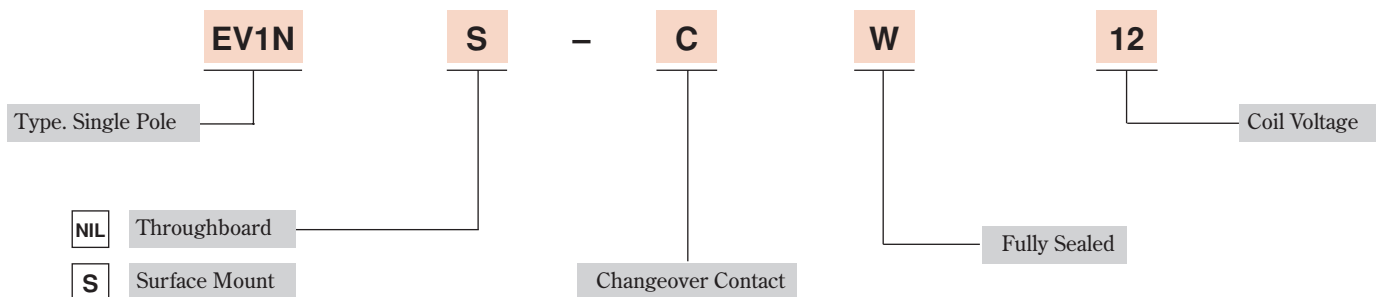 EV1N S – C W 12
Type. Single Pole
Coil Voltage
NIL Throughboard
Fully Sealed
S Surface Mount
Changeover Contact